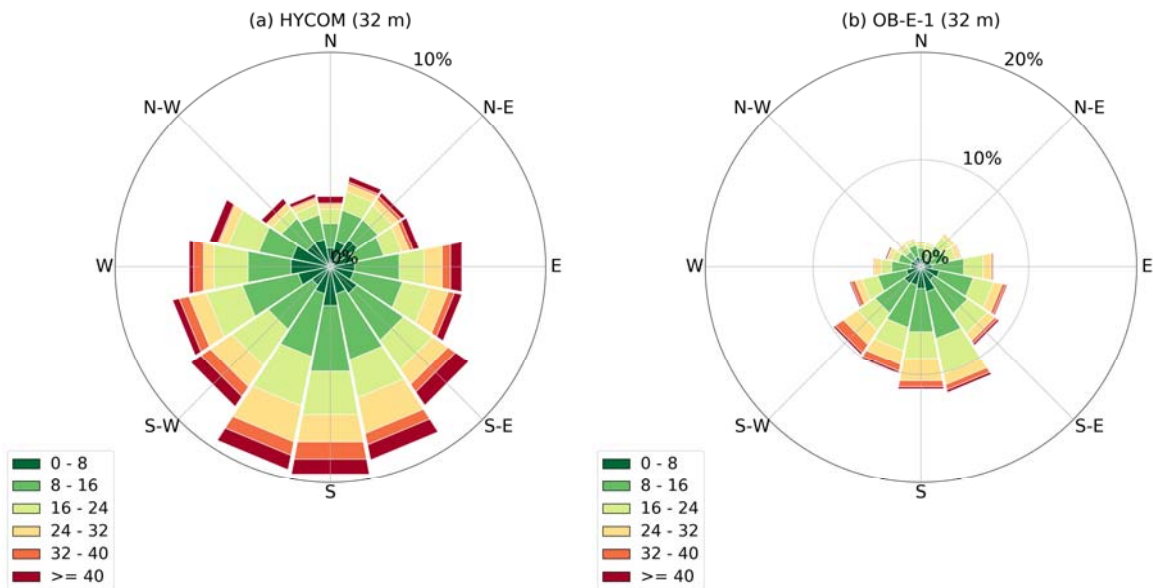 (a) HYCOM (32 m)
N
10%
N-W
N-E
W
0%
E
S-W
S-E
S
0 - 8
8 - 16
16 - 24
24 - 32
32 - 40
>= 40
(b) OB-E-1 (32 m)
N
20%
N-W
N-E
10%
W
0%
E
S-W
S-E
S
0 - 8
8 - 16
16 - 24
24 - 32
32 - 40
>= 40